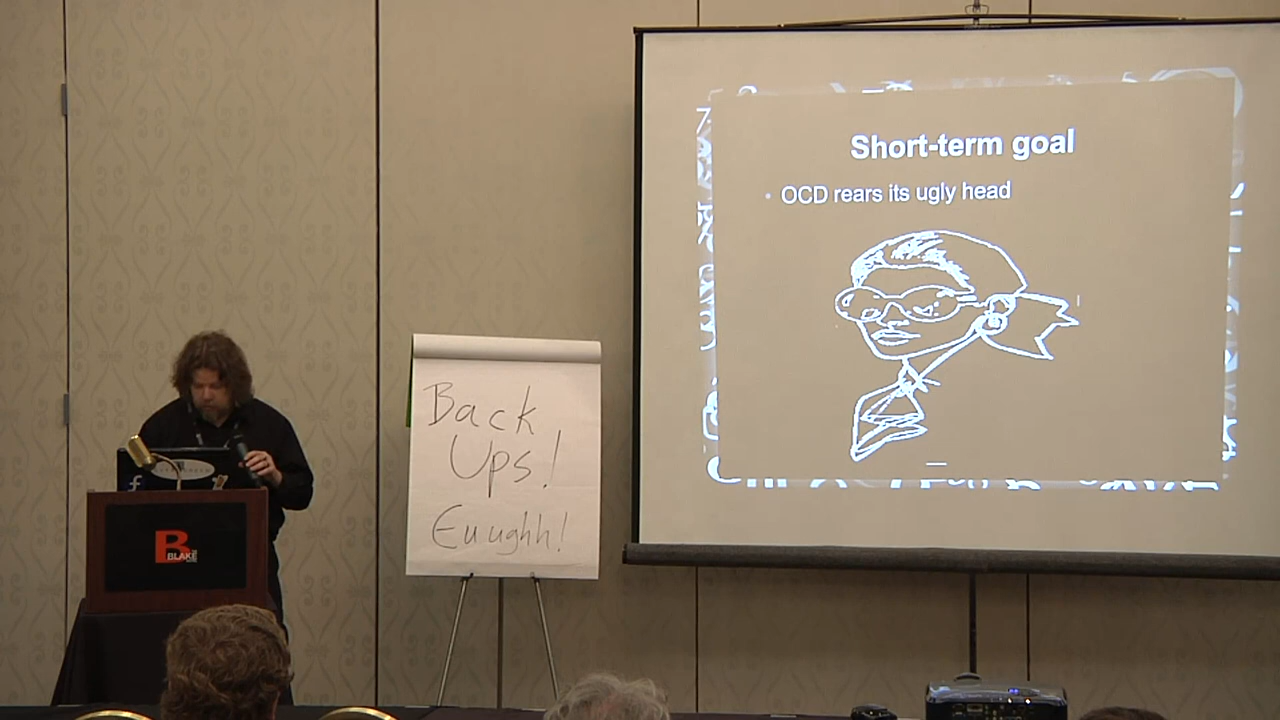 Short-term goal
• OCD rears its ugly head
Back
Ups!
Euughh!
B
BLAKE
f